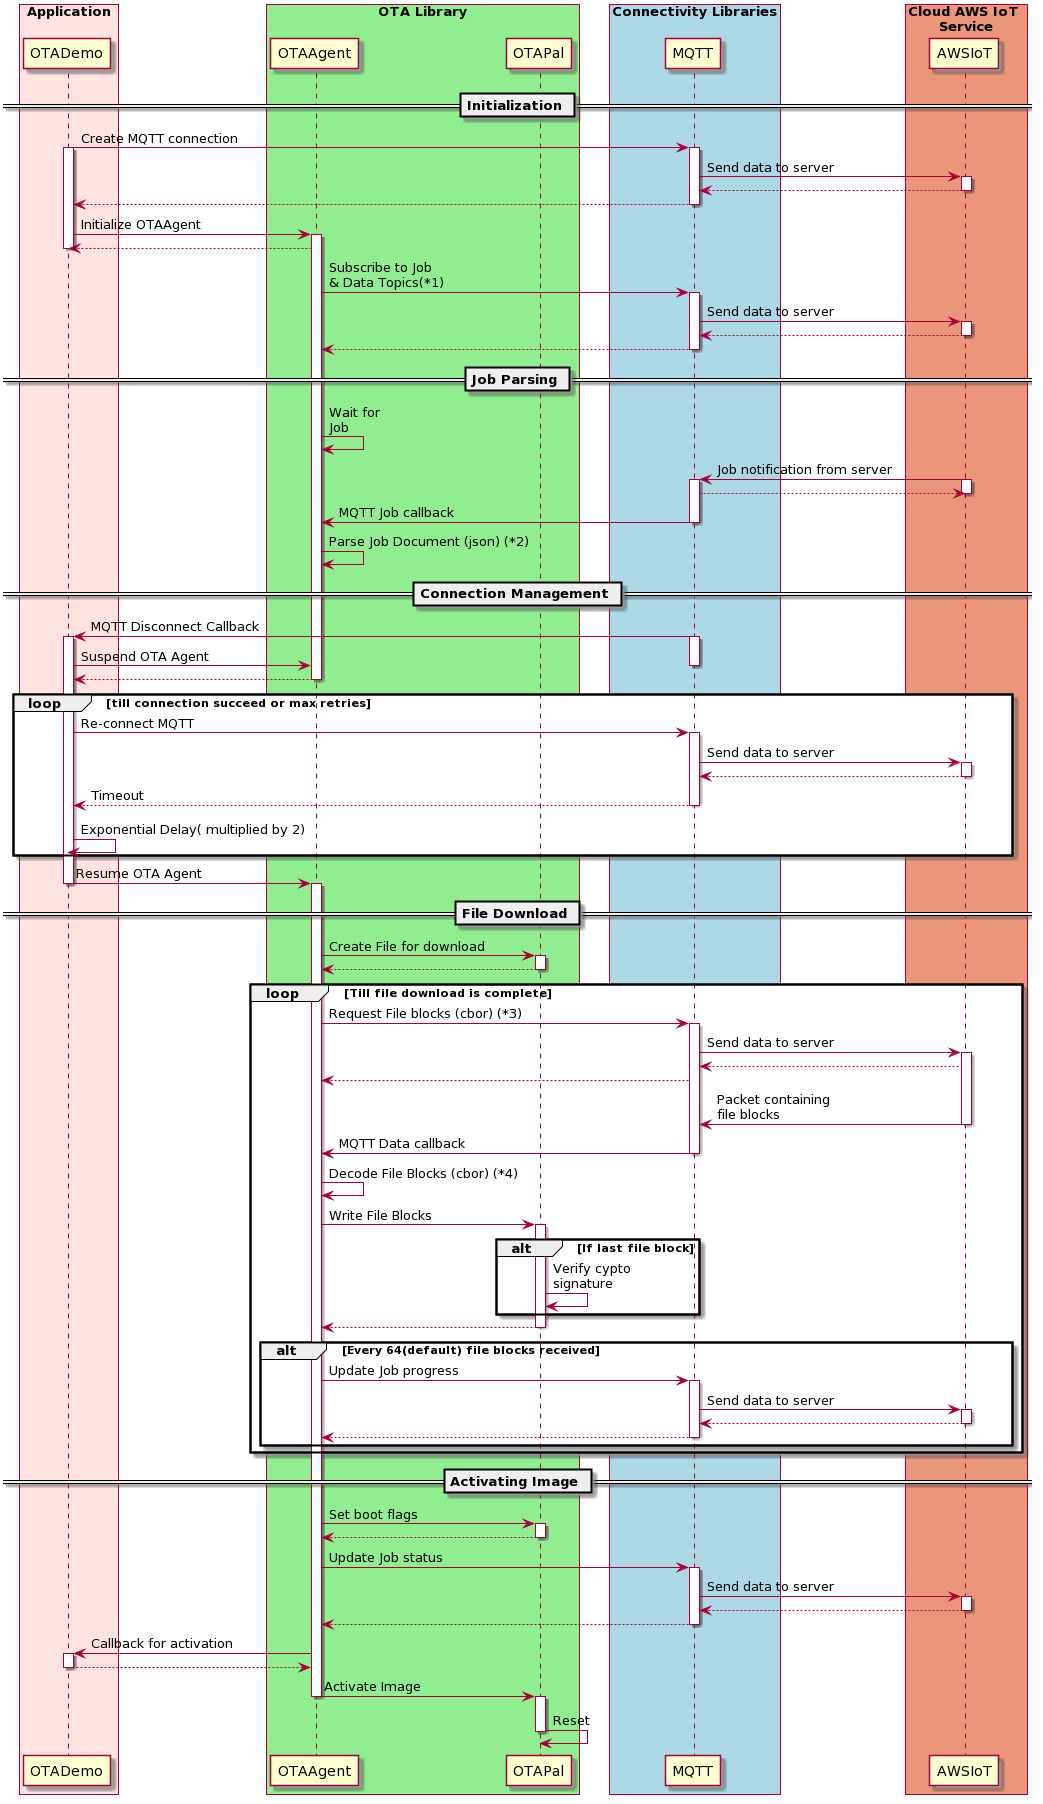 Application
OTA Library
Connectivity Libraries
Cloud AWS IoT
Service
OTADemo
OTAAgent
OTAPal
MQTT
AWSIoT
Initialization
Create MQTT connection
Send data to server
Initialize OTAAgent
Subscribe to Job
& Data Topics(*1)
Send data to server
Job Parsing
Wait for
Job
Job notification from server
MQTT Job callback
Parse Job Document (json) (*2)
Connection Management
MQTT Disconnect Callback
Suspend OTA Agent
loop [till connection succeed or max retries]
Re-connect MQTT
Send data to server
Timeout
Exponential Delay( multiplied by 2)
Resume OTA Agent
File Download
Create File for download
loop [Till file download is complete]
Request File blocks (cbor) (*3)
Send data to server
Packet containing
file blocks
MQTT Data callback
Decode File Blocks (cbor) (*4)
Write File Blocks
alt [If last file block]
Verify cypto
signature
alt [Every 64(default) file blocks received]
Update Job progress
Send data to server
Activating Image
Set boot flags
Update Job status
Send data to server
Callback for activation
Activate Image
Reset
OTADemo
OTAAgent
OTAPal
MQTT
AWSIoT